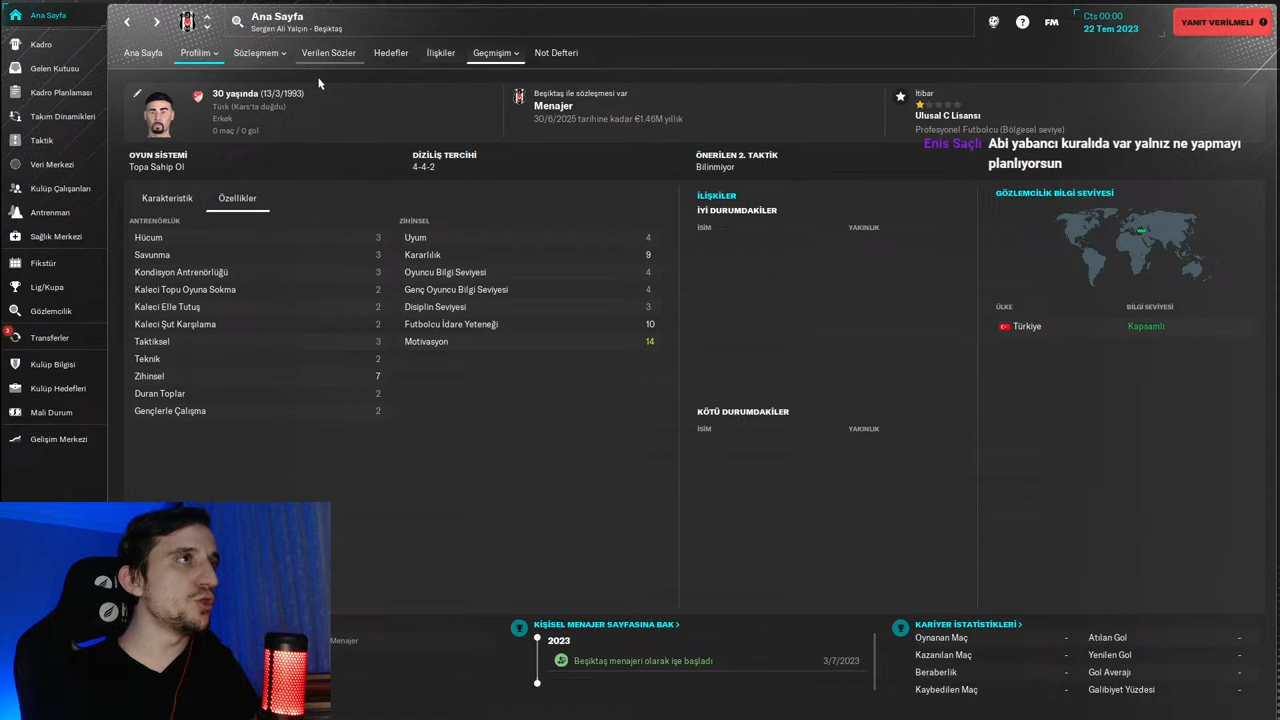 Ana Sayfa
Kadro
Gelen Kutusu
Kadro Planlaması
Takım Dinamikleri
Taktik
Veri Merkezi
Kulüp Çalışanları
Antrenman
Sağlık Merkezi
Fikstür
Lig/Kupa
Gözlemcilik
3
Transferler
Kulüp Bilgisi
Kulüp Hedefleri
Mali Durum
Gelişim Merkezi
Ana Sayfa
Sergen Ali Yalçın - Beşiktaş
FM
Cts 00:00
22 Tem 2023
YANIT VERİLMELİ
Ana Sayfa Profilim Sözleşmem Verilen Sözler Hedefler İlişkiler Geçmişim Not Defteri
30 yaşında (13/3/1993)
Türk (Kars'ta doğdu)
Erkek
0 maç / 0 gol
Beşiktaş ile sözleşmesi var
Menajer
30/6/2025 tarihine kadar €1.46M yıllık
İtibar
Ulusal C Lisansı
Profesyonel Futbolcu (Bölgesel seviye)
Enis Saçlı Abi yabancı kuralıda var yalnız ne yapmayı
planlıyorsun
OYUN SİSTEMİ
Topa Sahip Ol
DİZİLİŞ TERCİHİ
4-4-2
ÖNERİLEN 2. TAKTİK
Bilinmiyor
Karakteristik Özellikler
ANTRENÖRLÜK
Hücum 3
Savunma 3
Kondisyon Antrenörlüğü 3
Kaleci Topu Oyuna Sokma 2
Kaleci Elle Tutuş 2
Kaleci Şut Karşılama 2
Taktiksel 3
Teknik 2
Zihinsel 7
Duran Toplar 2
Gençlerle Çalışma 2
ZİHİNSEL
Uyum 4
Kararlılık 9
Oyuncu Bilgi Seviyesi 4
Genç Oyuncu Bilgi Seviyesi 4
Disiplin Seviyesi 3
Futbolcu İdare Yeteneği 10
Motivasyon 14
İLİŞKİLER
İYİ DURUMDAKİLER
İSİM YAKINLIK
KÖTÜ DURUMDAKİLER
İSİM YAKINLIK
GÖZLEMCİLİK BİLGİ SEVİYESİ
ÜLKE BİLGİ SEVİYESİ
Türkiye Kapsamlı
Menajer
KİŞİSEL MENAJER SAYFASINA BAK >
2023
Beşiktaş menajeri olarak işe başladı 3/7/2023
KARİYER İSTATİSTİKLERİ >
Oynanan Maç - Atılan Gol -
Kazanılan Maç - Yenilen Gol -
Beraberlik - Gol Averajı -
Kaybedilen Maç - Galibiyet Yüzdesi -